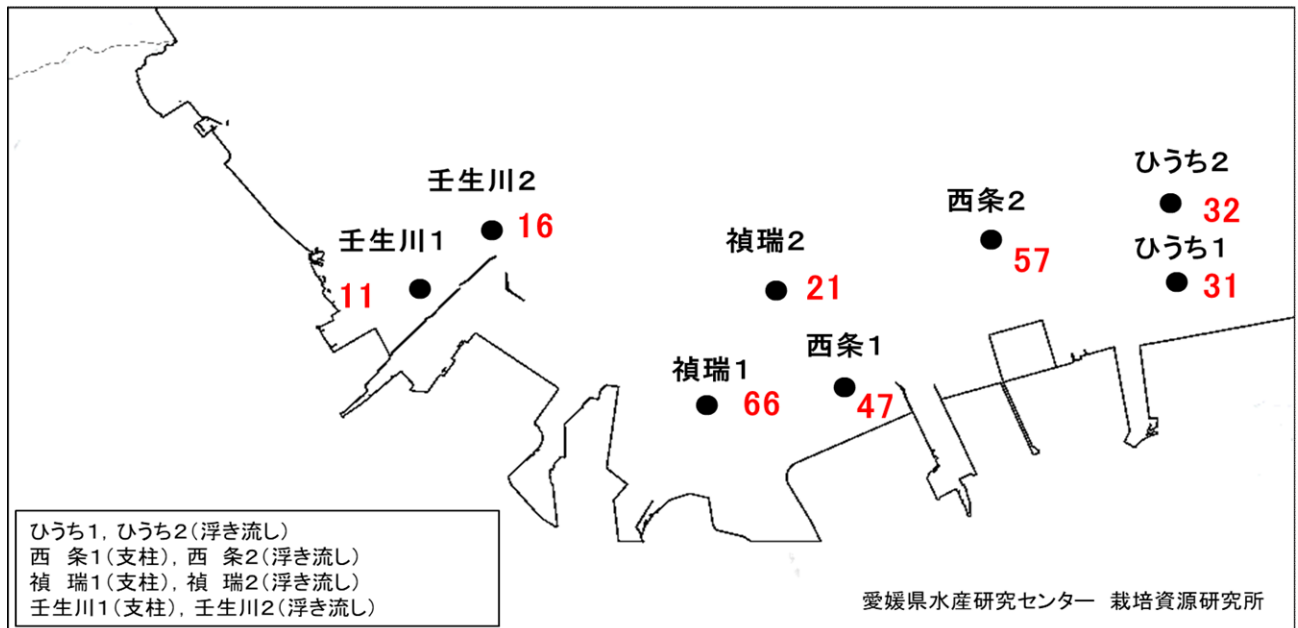 ひうち2
壬生川2
32
西条2
16
壬生川1
禎瑞2
57
ひうち1
11
21
31
西条1
禎瑞1
66
47
ひうち1, ひうち2(浮き流し)
西 条1(支柱), 西 条2(浮き流し)
禎 瑞1(支柱), 禎 瑞2(浮き流し)
壬生川1(支柱), 壬生川2(浮き流し)
愛媛県水産研究センター 栽培資源研究所